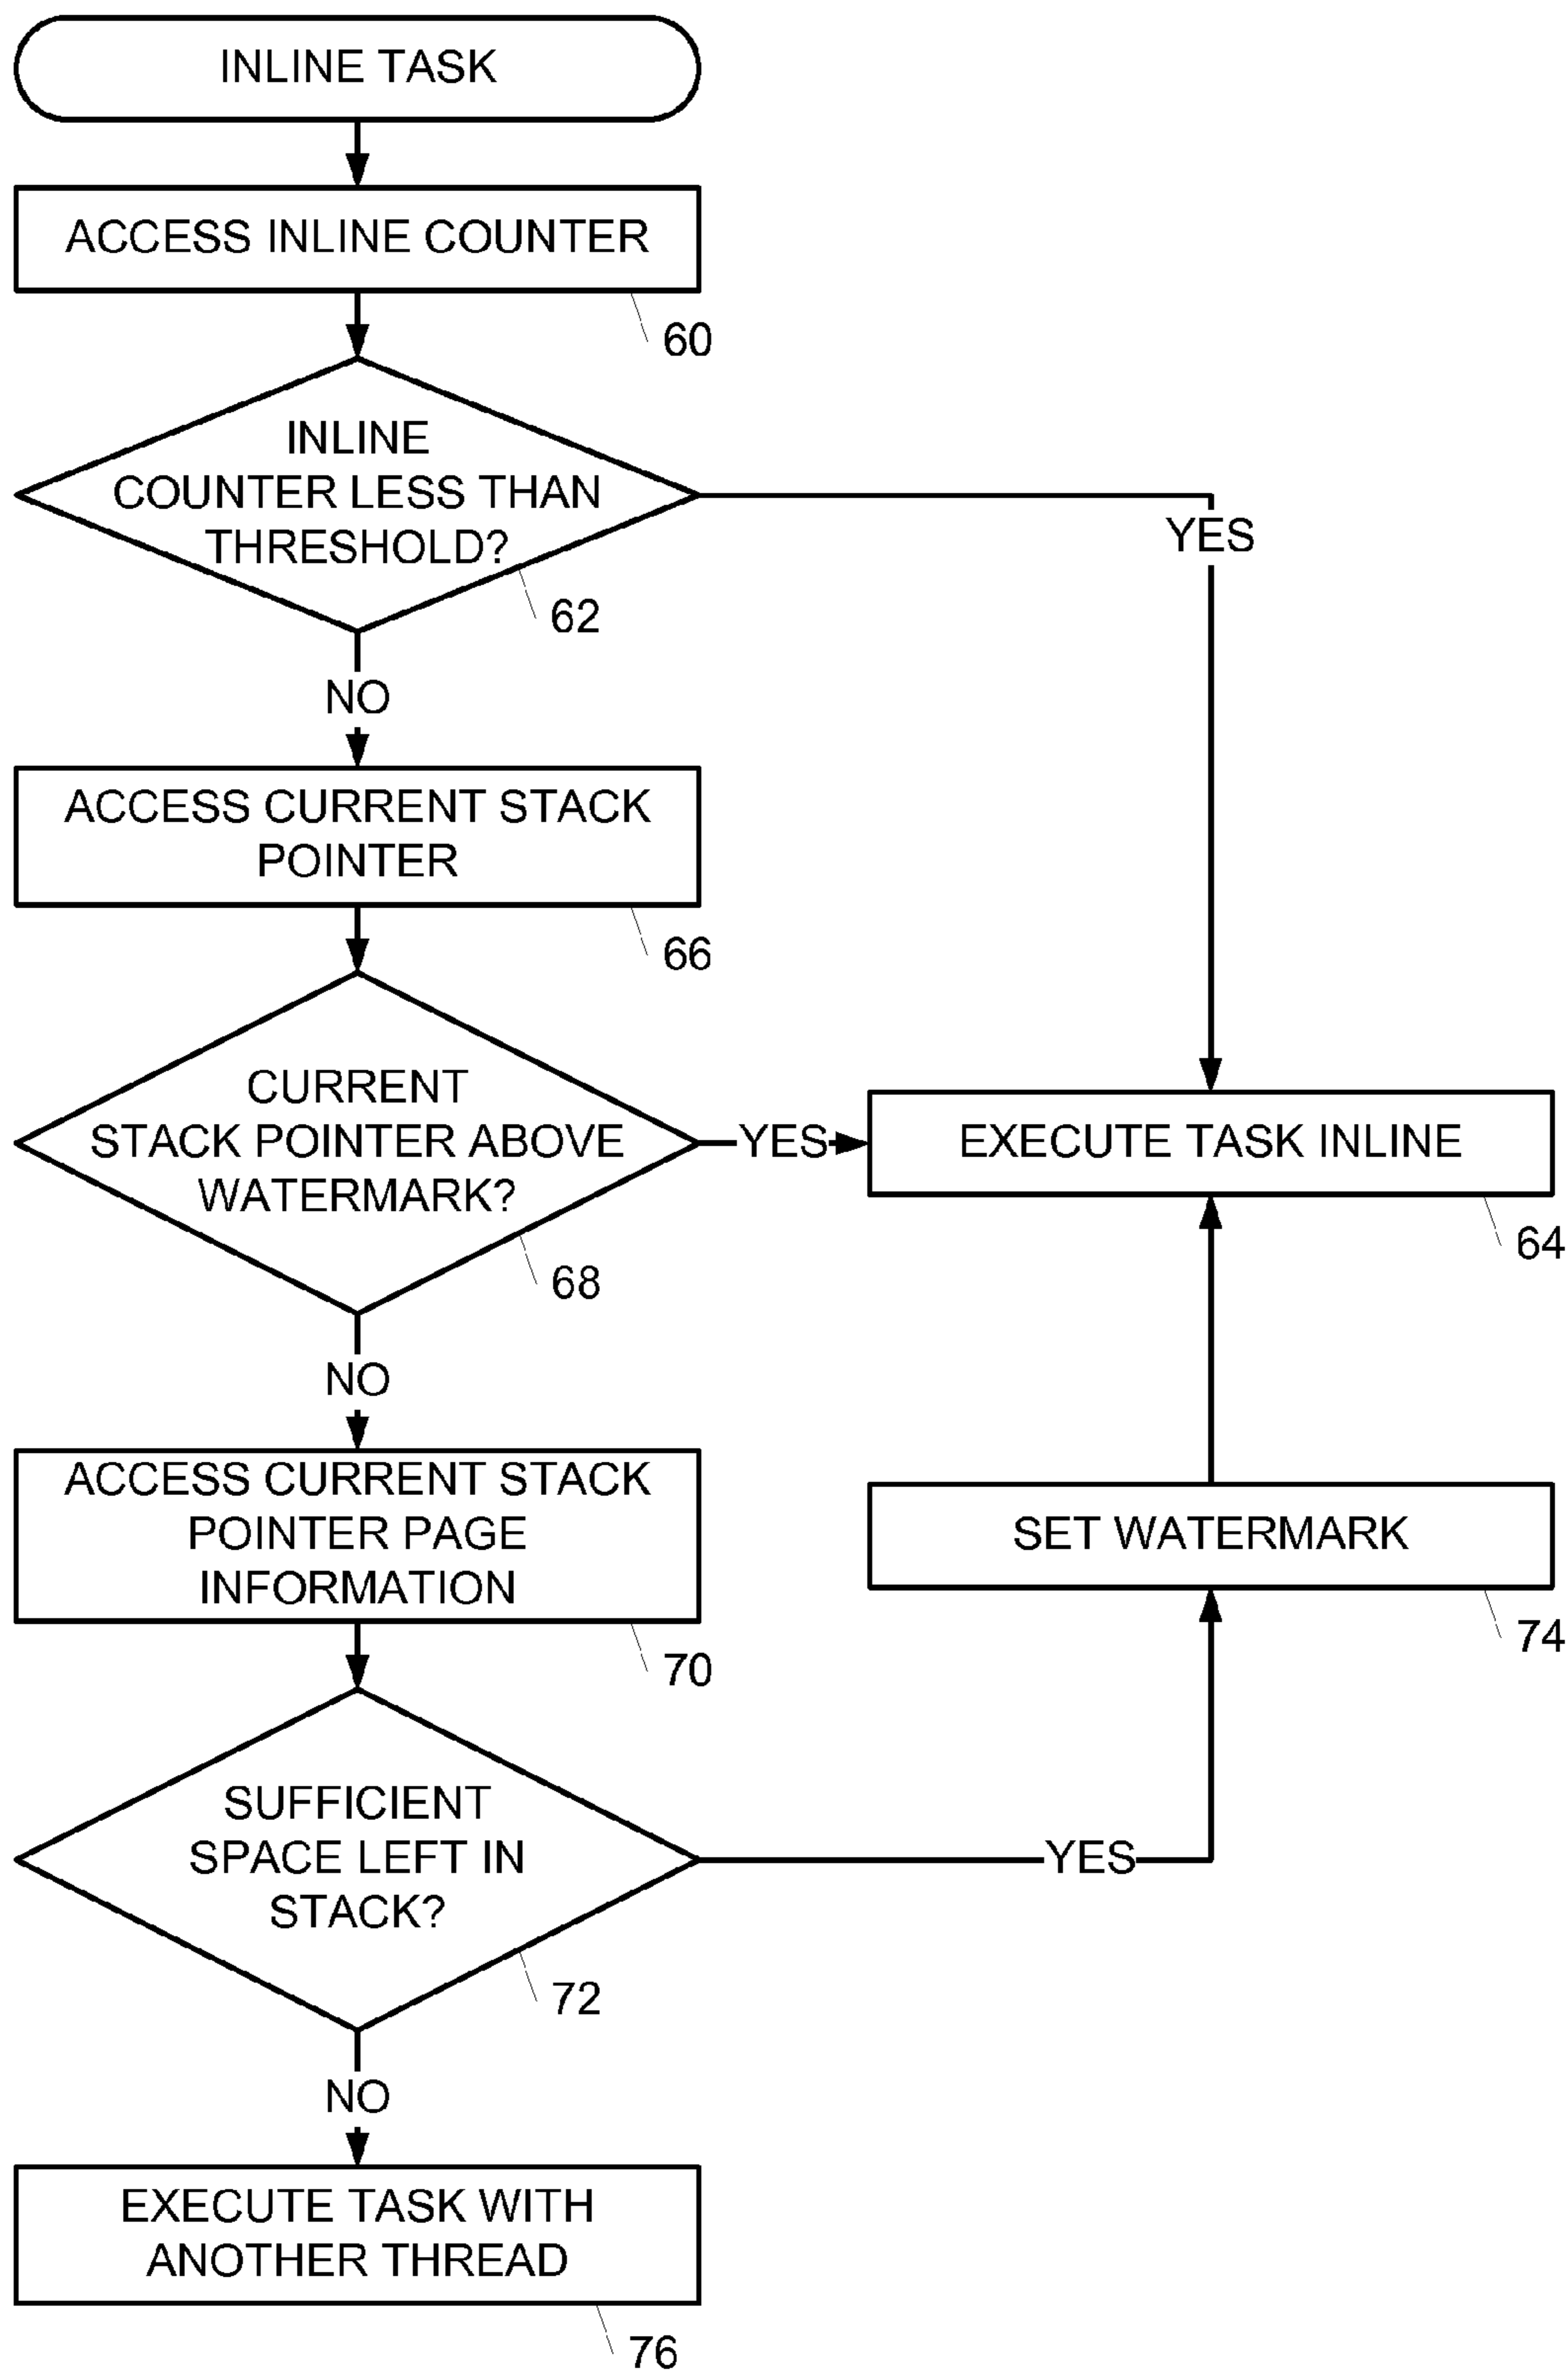 INLINE TASK
ACCESS INLINE COUNTER
60
INLINE
COUNTER LESS THAN
THRESHOLD?
YES
62
NO
ACCESS CURRENT STACK
POINTER
66
CURRENT
STACK POINTER ABOVE
WATERMARK?
YES
EXECUTE TASK INLINE
64
68
NO
ACCESS CURRENT STACK
POINTER PAGE
INFORMATION
SET WATERMARK
74
70
SUFFICIENT
SPACE LEFT IN
STACK?
YES
72
NO
EXECUTE TASK WITH
ANOTHER THREAD
76